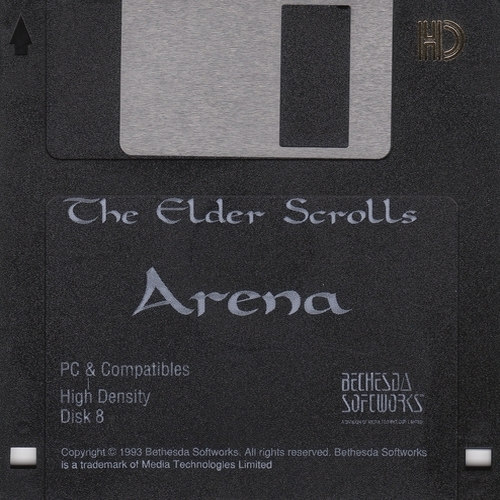 HD
The Elder Scrolls
Arena
PC & Compatibles
High Density
Disk 8
BETHESDA
SOFTWORKS
Copyright © 1993 Bethesda Softworks. All rights reserved. Bethesda Softworks
is a trademark of Media Technologies Limited